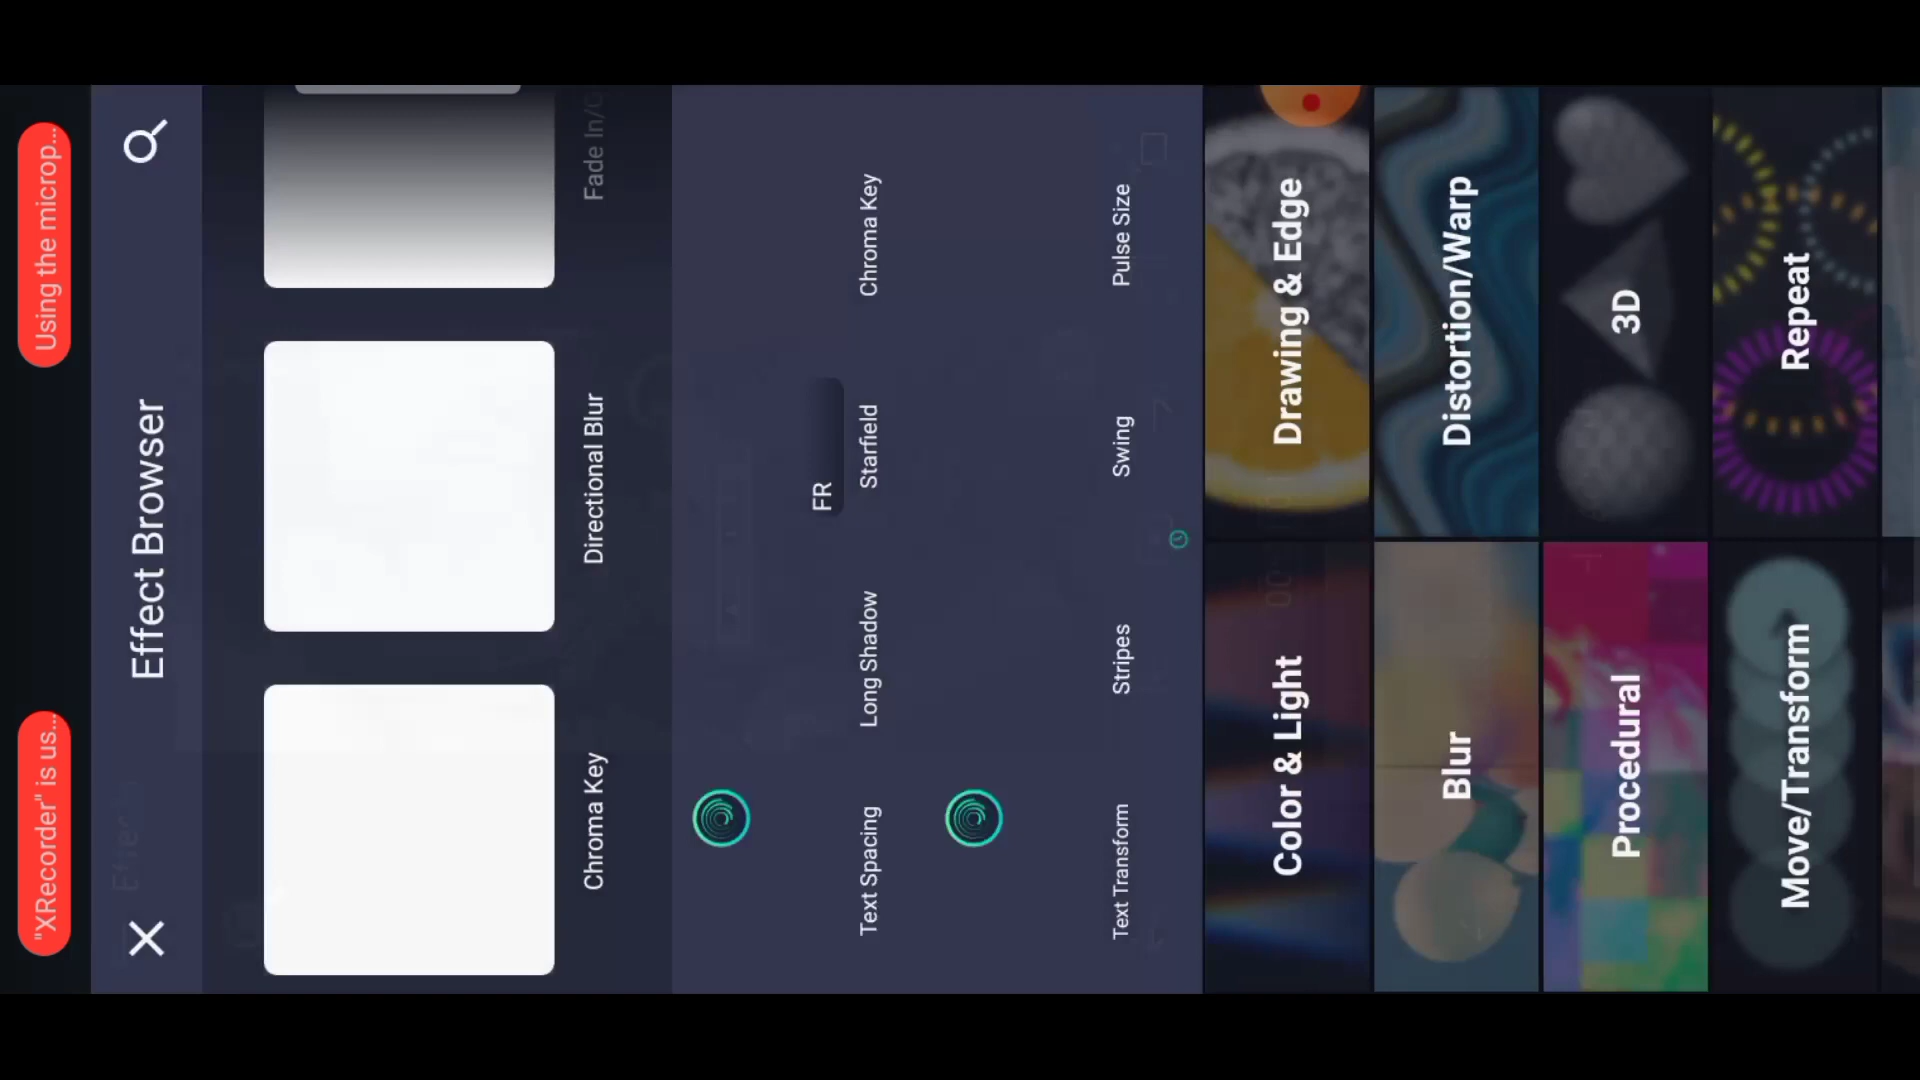 "XRecorder" is us...
Using the microp...
Effect Browser
Chroma Key
Directional Blur
Fade In/O
Text Spacing
Long Shadow
FR
Starfield
Chroma Key
Text Transform
Stripes
Swing
Pulse Size
Color & Light
Drawing & Edge
Blur
Distortion/Warp
Procedural
3D
Move/Transform
Repeat